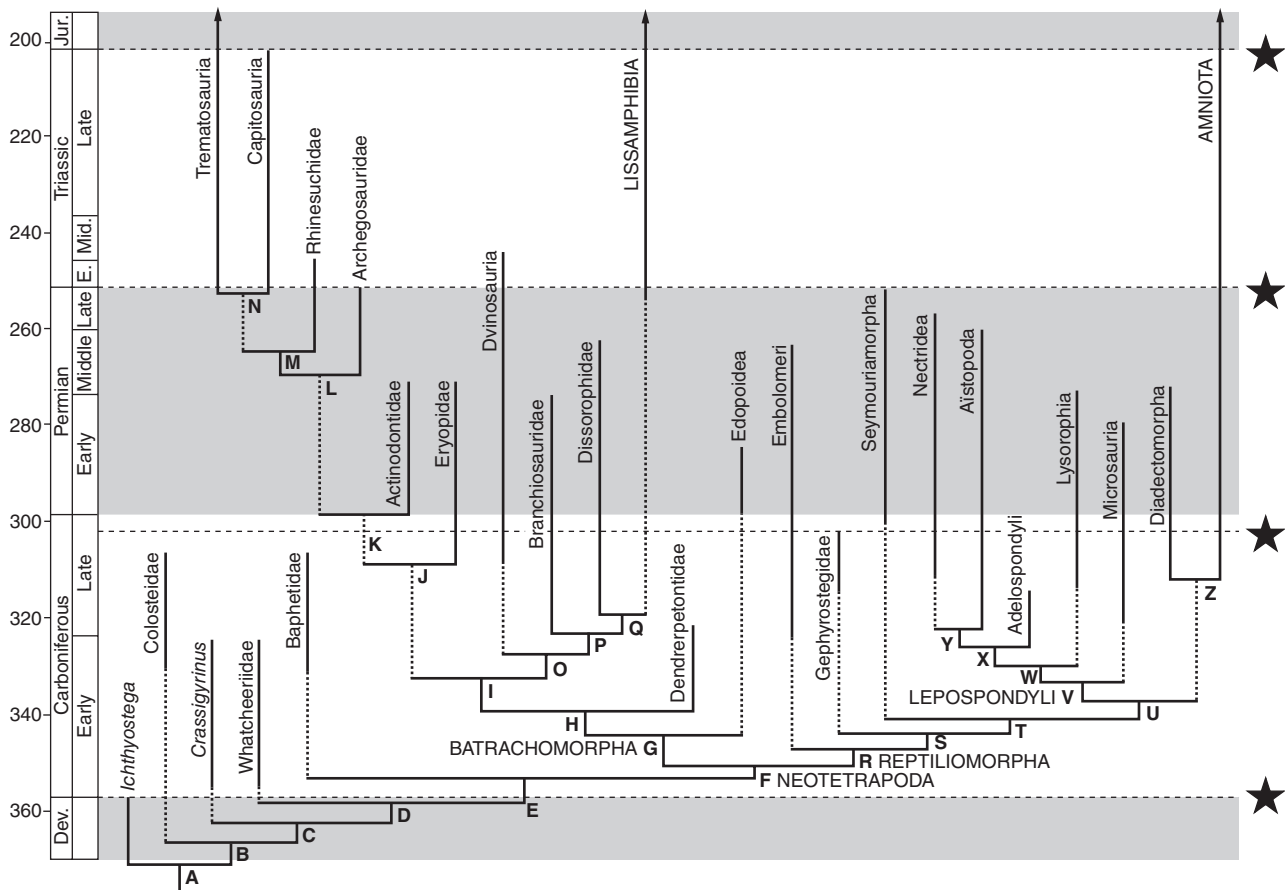 Jur.
Triassic
Late
Mid.
E.
Permian
Late
Middle
Early
Carboniferous
Late
Early
Dev.
200
220
240
260
280
300
320
340
360
Trematosauria
Capitosauria
Rhinesuchidae
Archegosauridae
LISSAMPHIBIA
AMNIOTA
Dvinosauria
Branchiosauridae
Dissorophidae
Actinodontidae
Eryopidae
Edopoidea
Embolomeri
Seymouriamorpha
Nectridea
Aïstopoda
Lysorophia
Microsauria
Diadectomorpha
Adelospondyli
Gephyrostegidae
Dendrerpetontidae
Baphetidae
Colosteidae
Crassigyrinus
Whatcheeriidae
Ichthyostega
N
M
L
K
J
Q
P
O
I
H
BATRACHOMORPHA G
Z
Y
X
W
LEPOSPONDYLI V
U
T
S
R REPTILIOMORPHA
F NEOTETRAPODA
E
D
C
B
A